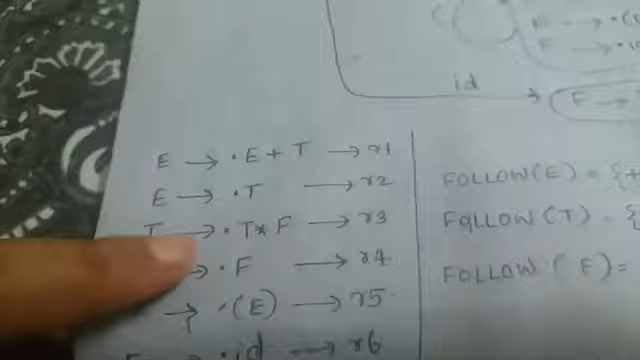 id
E → ·E + T → r1
E → ·T → r2
T → ·T * F → r3
→ ·F → r4
→ ·(E) → r5
→ ·id → r6
FOLLOW(E) = {+
FOLLOW(T) = {
FOLLOW(F) =